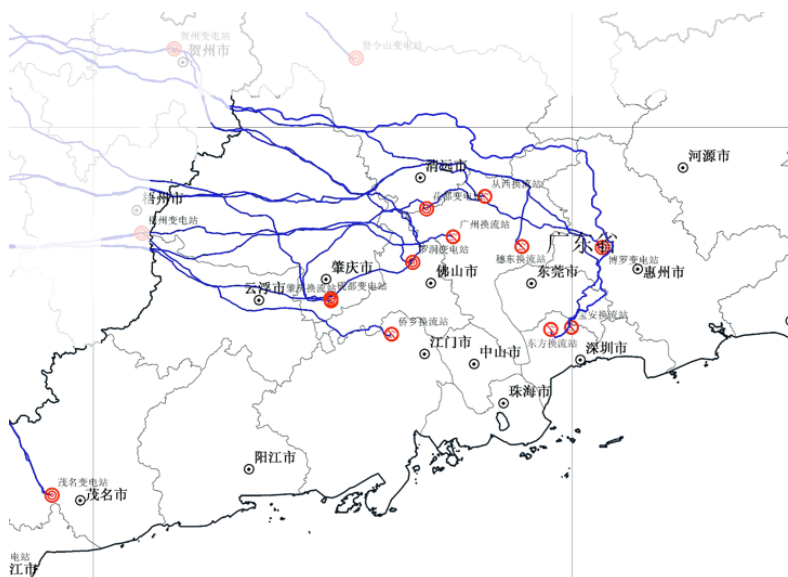 贺州变电站
贺州市
贤令山变电站
河源市
清远市
从西换流站
梧州市
梧州变电站
花都变电站
广州换流站
罗洞变电站
穗东换流站
广东省
博罗变电站
惠州市
肇庆市
肇庆换流站
砚都变电站
云浮市
佛山市
东莞市
侨乡换流站
宝安换流站
东方换流站
深圳市
江门市
中山市
珠海市
阳江市
茂名变电站
茂名市
电站
江市